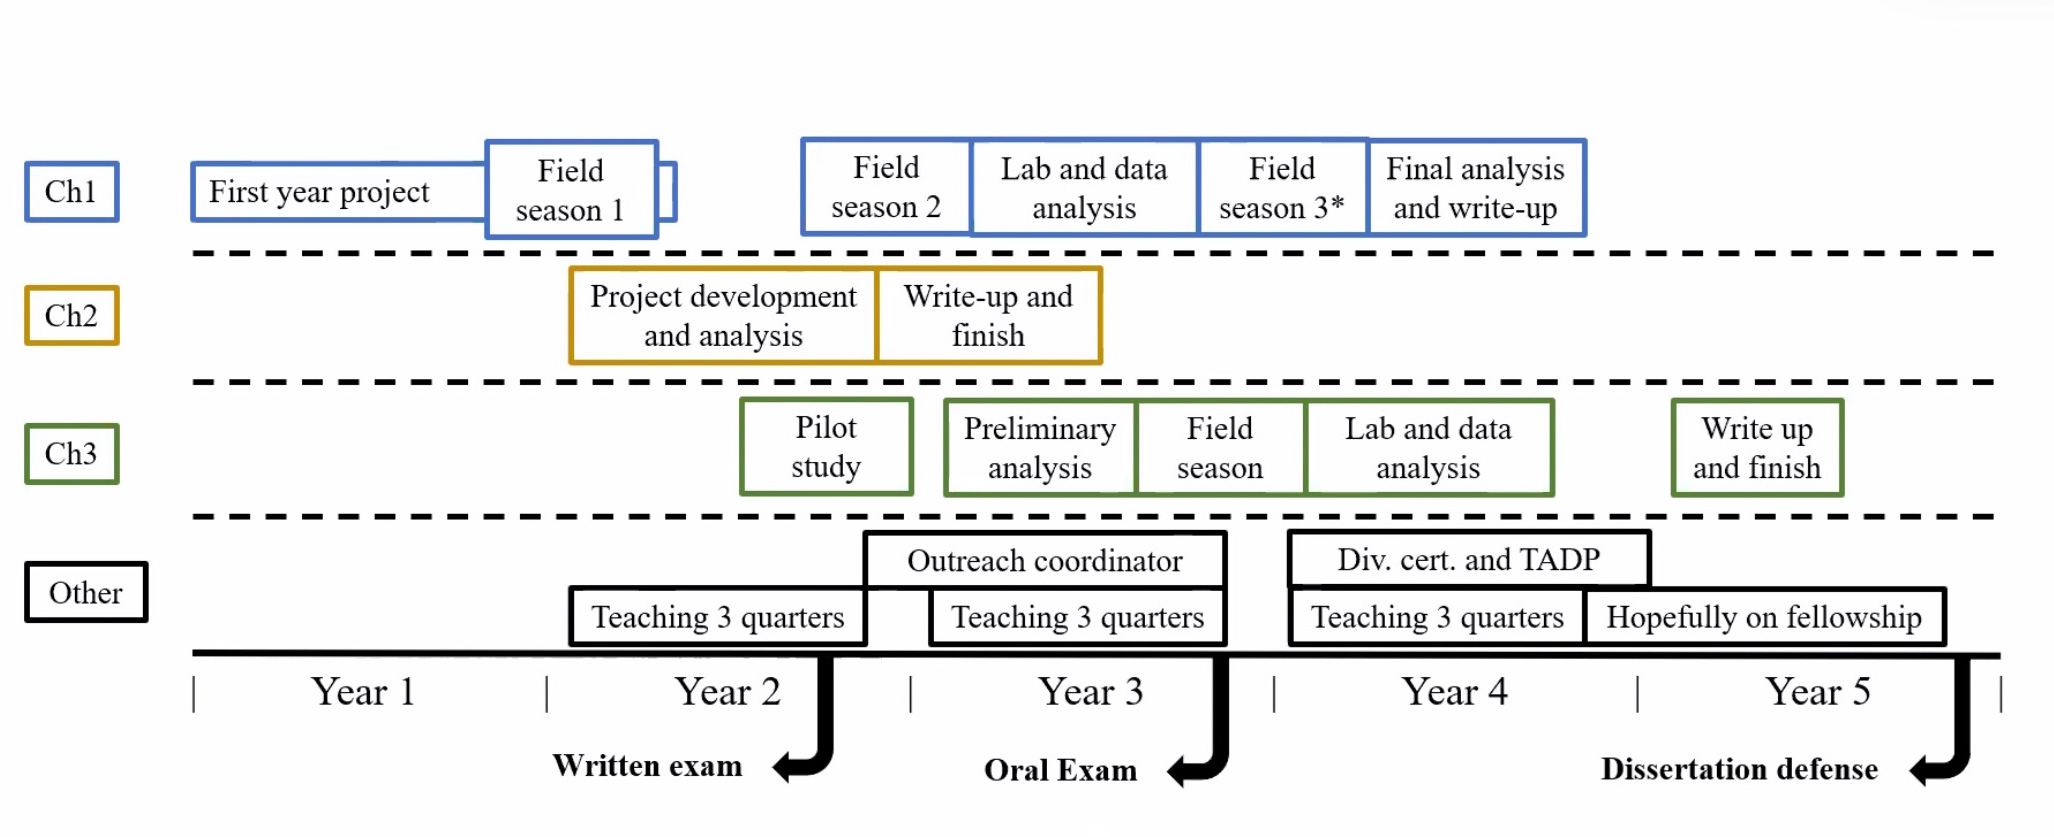 Ch1
First year project
Field
season 1
Field
season 2
Lab and data
analysis
Field
season 3*
Final analysis
and write-up
Ch2
Project development
and analysis
Write-up and
finish
Ch3
Pilot
study
Preliminary
analysis
Field
season
Lab and data
analysis
Write up
and finish
Other
Outreach coordinator
Div. cert. and TADP
Teaching 3 quarters
Teaching 3 quarters
Teaching 3 quarters
Hopefully on fellowship
Year 1
Year 2
Year 3
Year 4
Year 5
Written exam
Oral Exam
Dissertation defense